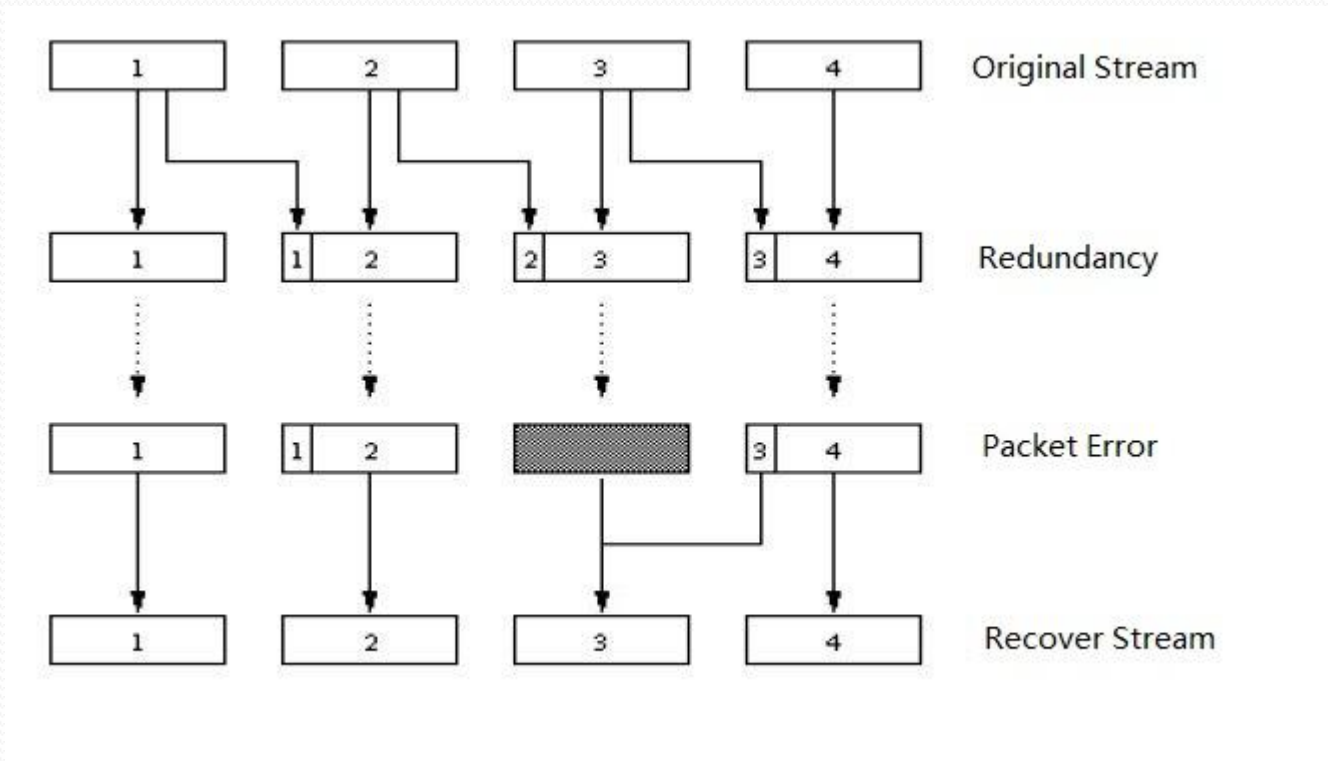 1 2 3 4 Original Stream
1 1 2 2 3 3 4 Redundancy
1 1 2 3 4 Packet Error
1 2 3 4 Recover Stream